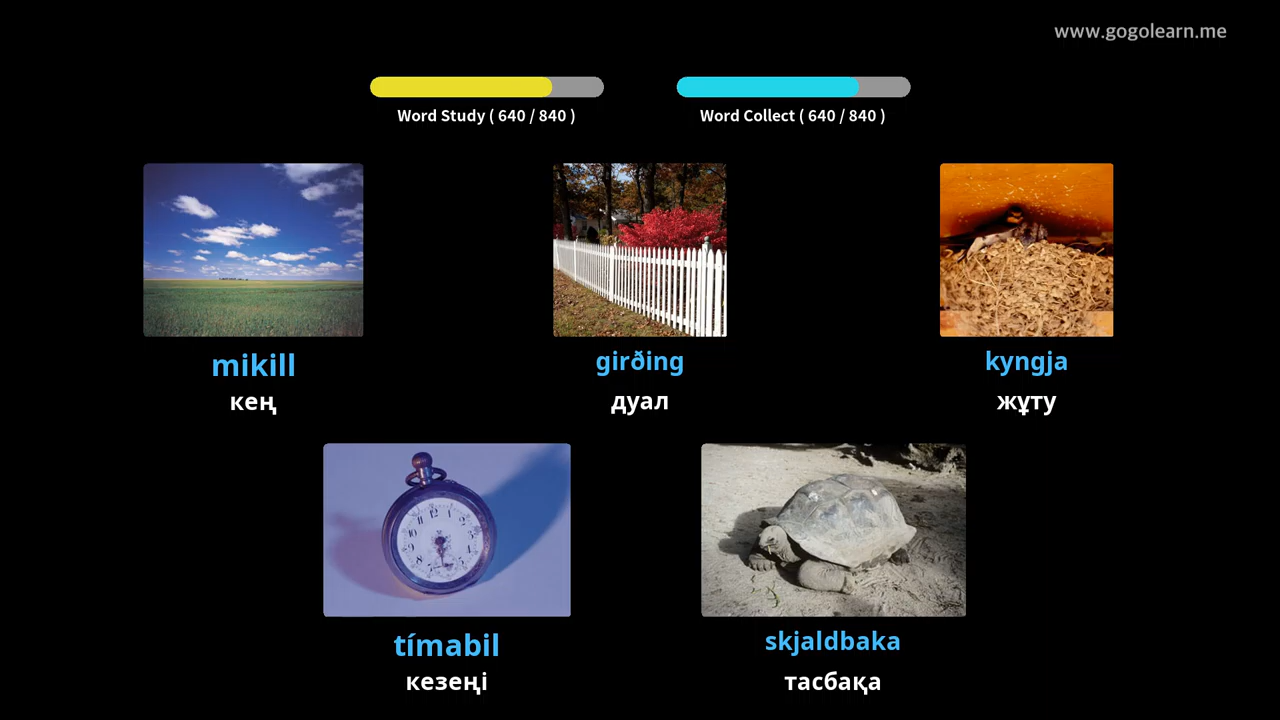 www.gogolearn.me
Word Study ( 640 / 840 )
Word Collect ( 640 / 840 )
mikill
кең
girðing
дуал
kyngja
жұту
tímabil
кезеңі
skjaldbaka
тасбақа